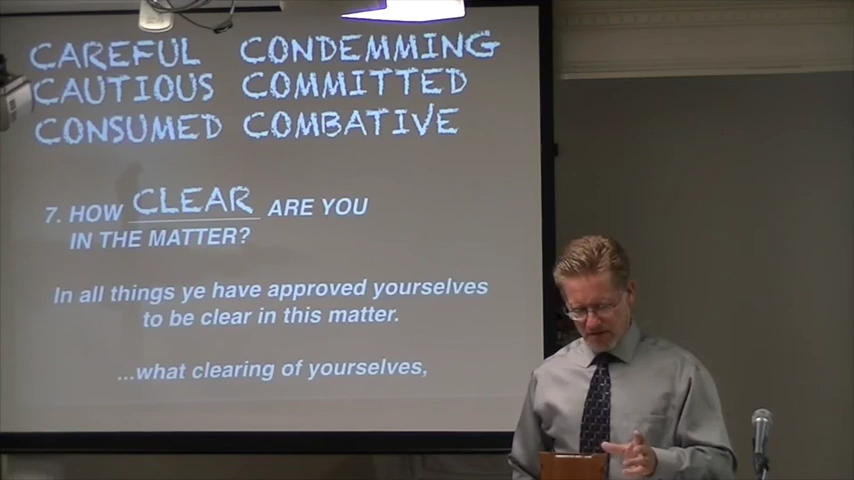 CAREFUL CONDEMMING
CAUTIOUS COMMITTED
CONSUMED COMBATIVE
7. HOW CLEAR ARE YOU
IN THE MATTER?
In all things ye have approved yourselves
to be clear in this matter.
...what clearing of yourselves,